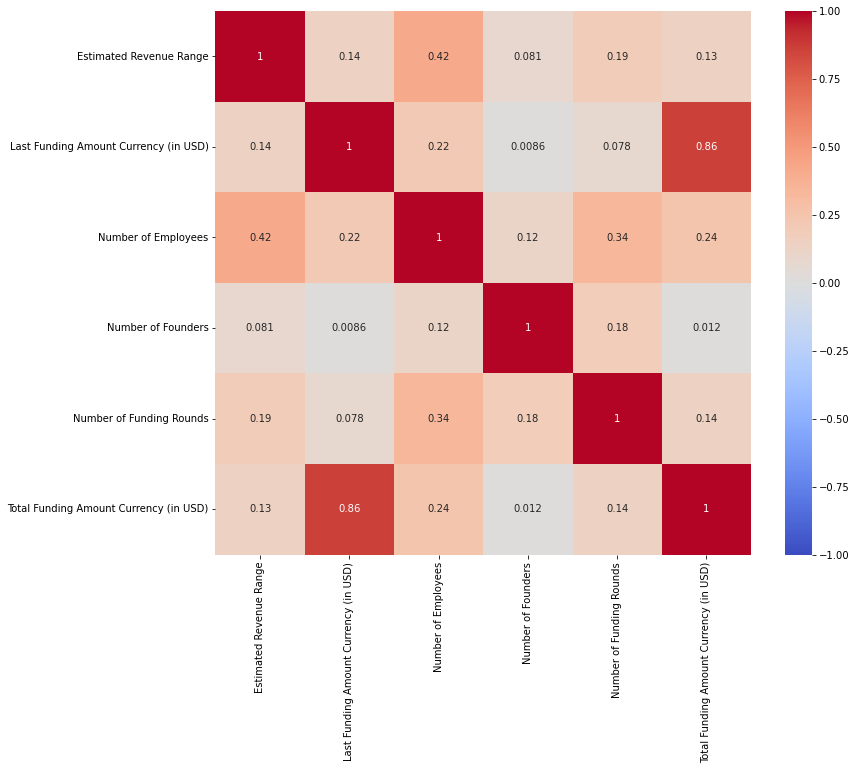 Estimated Revenue Range 1 0.14 0.42 0.081 0.19 0.13
Last Funding Amount Currency (in USD) 0.14 1 0.22 0.0086 0.078 0.86
Number of Employees 0.42 0.22 1 0.12 0.34 0.24
Number of Founders 0.081 0.0086 0.12 1 0.18 0.012
Number of Funding Rounds 0.19 0.078 0.34 0.18 1 0.14
Total Funding Amount Currency (in USD) 0.13 0.86 0.24 0.012 0.14 1
Estimated Revenue Range
Last Funding Amount Currency (in USD)
Number of Employees
Number of Founders
Number of Funding Rounds
Total Funding Amount Currency (in USD)
1.00
0.75
0.50
0.25
0.00
−0.25
−0.50
−0.75
−1.00